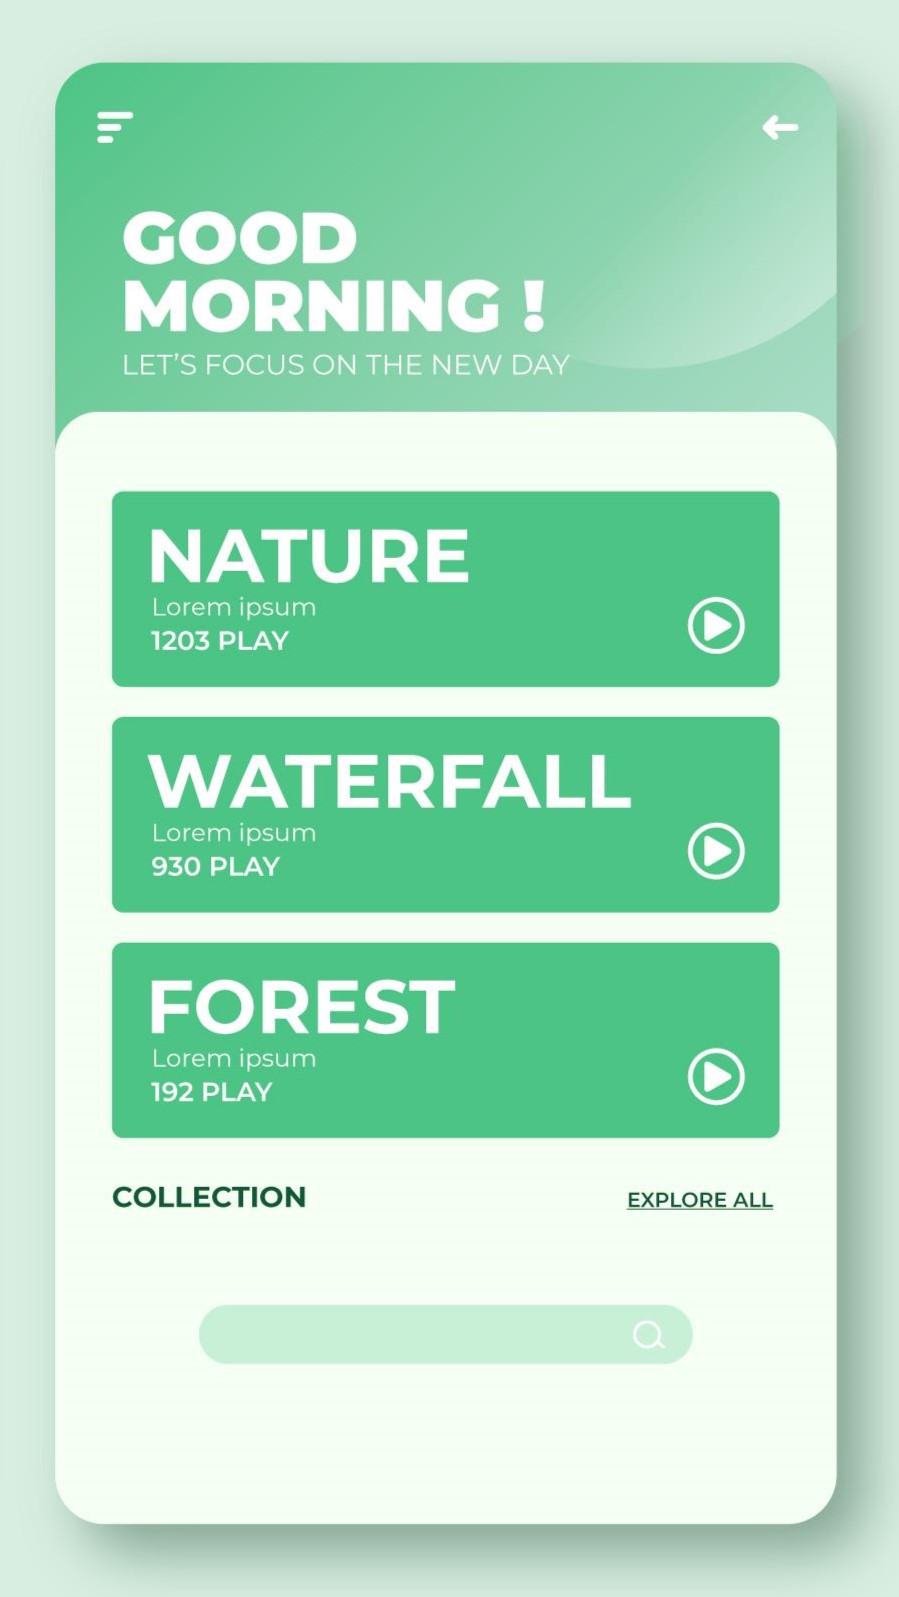 GOOD
MORNING !
LET'S FOCUS ON THE NEW DAY
NATURE
Lorem ipsum
1203 PLAY
WATERFALL
Lorem ipsum
930 PLAY
FOREST
Lorem ipsum
192 PLAY
COLLECTION
EXPLORE ALL